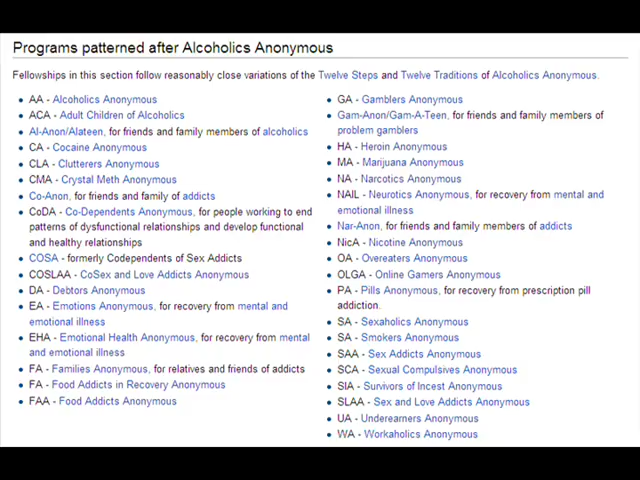 Programs patterned after Alcoholics Anonymous
Fellowships in this section follow reasonably close variations of the Twelve Steps and Twelve Traditions of Alcoholics Anonymous.
AA - Alcoholics Anonymous
ACA - Adult Children of Alcoholics
Al-Anon/Alateen, for friends and family members of alcoholics
CA - Cocaine Anonymous
CLA - Clutterers Anonymous
CMA - Crystal Meth Anonymous
Co-Anon, for friends and family of addicts
CoDA - Co-Dependents Anonymous, for people working to end
patterns of dysfunctional relationships and develop functional
and healthy relationships
COSA - formerly Codependents of Sex Addicts
COSLAA - CoSex and Love Addicts Anonymous
DA - Debtors Anonymous
EA - Emotions Anonymous, for recovery from mental and
emotional illness
EHA - Emotional Health Anonymous, for recovery from mental
and emotional illness
FA - Families Anonymous, for relatives and friends of addicts
FA - Food Addicts in Recovery Anonymous
FAA - Food Addicts Anonymous
GA - Gamblers Anonymous
Gam-Anon/Gam-A-Teen, for friends and family members of
problem gamblers
HA - Heroin Anonymous
MA - Marijuana Anonymous
NA - Narcotics Anonymous
NAIL - Neurotics Anonymous, for recovery from mental and
emotional illness
Nar-Anon, for friends and family members of addicts
NicA - Nicotine Anonymous
OA - Overeaters Anonymous
OLGA - Online Gamers Anonymous
PA - Pills Anonymous, for recovery from prescription pill
addiction.
SA - Sexaholics Anonymous
SA - Smokers Anonymous
SAA - Sex Addicts Anonymous
SCA - Sexual Compulsives Anonymous
SIA - Survivors of Incest Anonymous
SLAA - Sex and Love Addicts Anonymous
UA - Underearners Anonymous
WA - Workaholics Anonymous